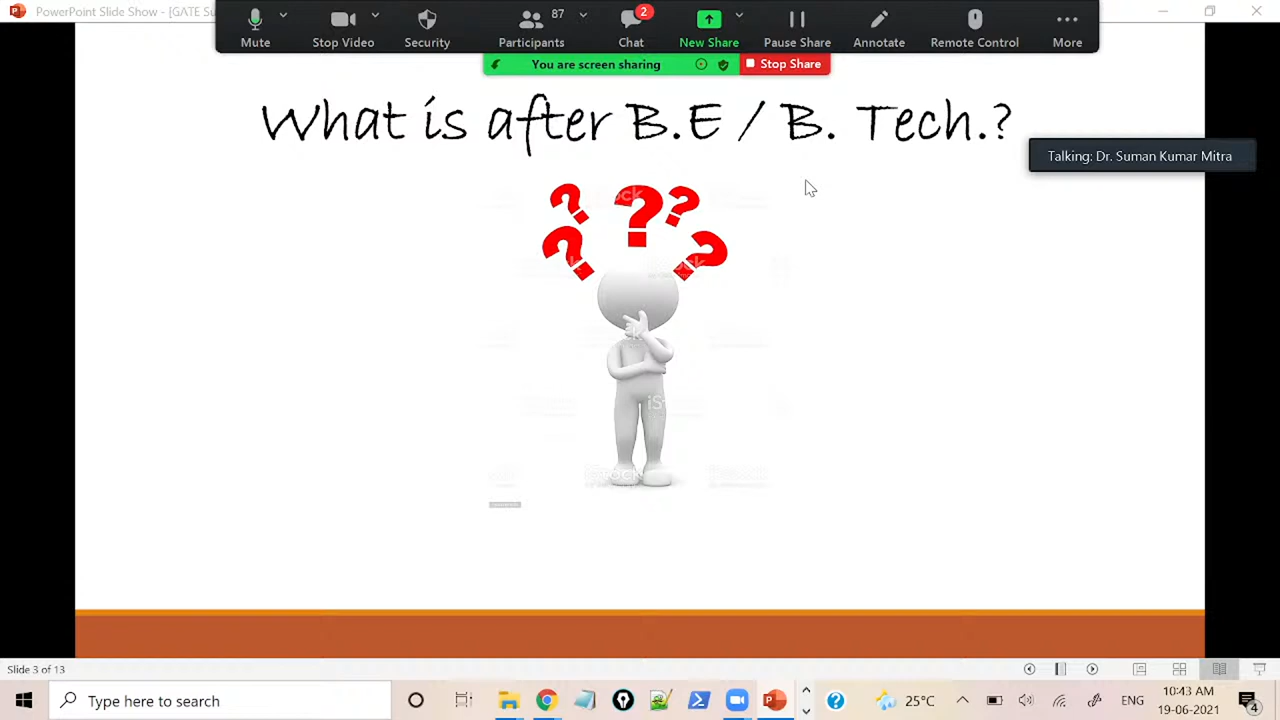 PowerPoint Slide Show - [GATE Su
87
2
Mute
Stop Video
Security
Participants
Chat
New Share
Pause Share
Annotate
Remote Control
More
You are screen sharing
Stop Share
What is after B.E / B. Tech.?
Talking: Dr. Suman Kumar Mitra
? ? ? ? ?
iStock
Slide 3 of 13
Type here to search
25°C
ENG
10:43 AM
19-06-2021
4